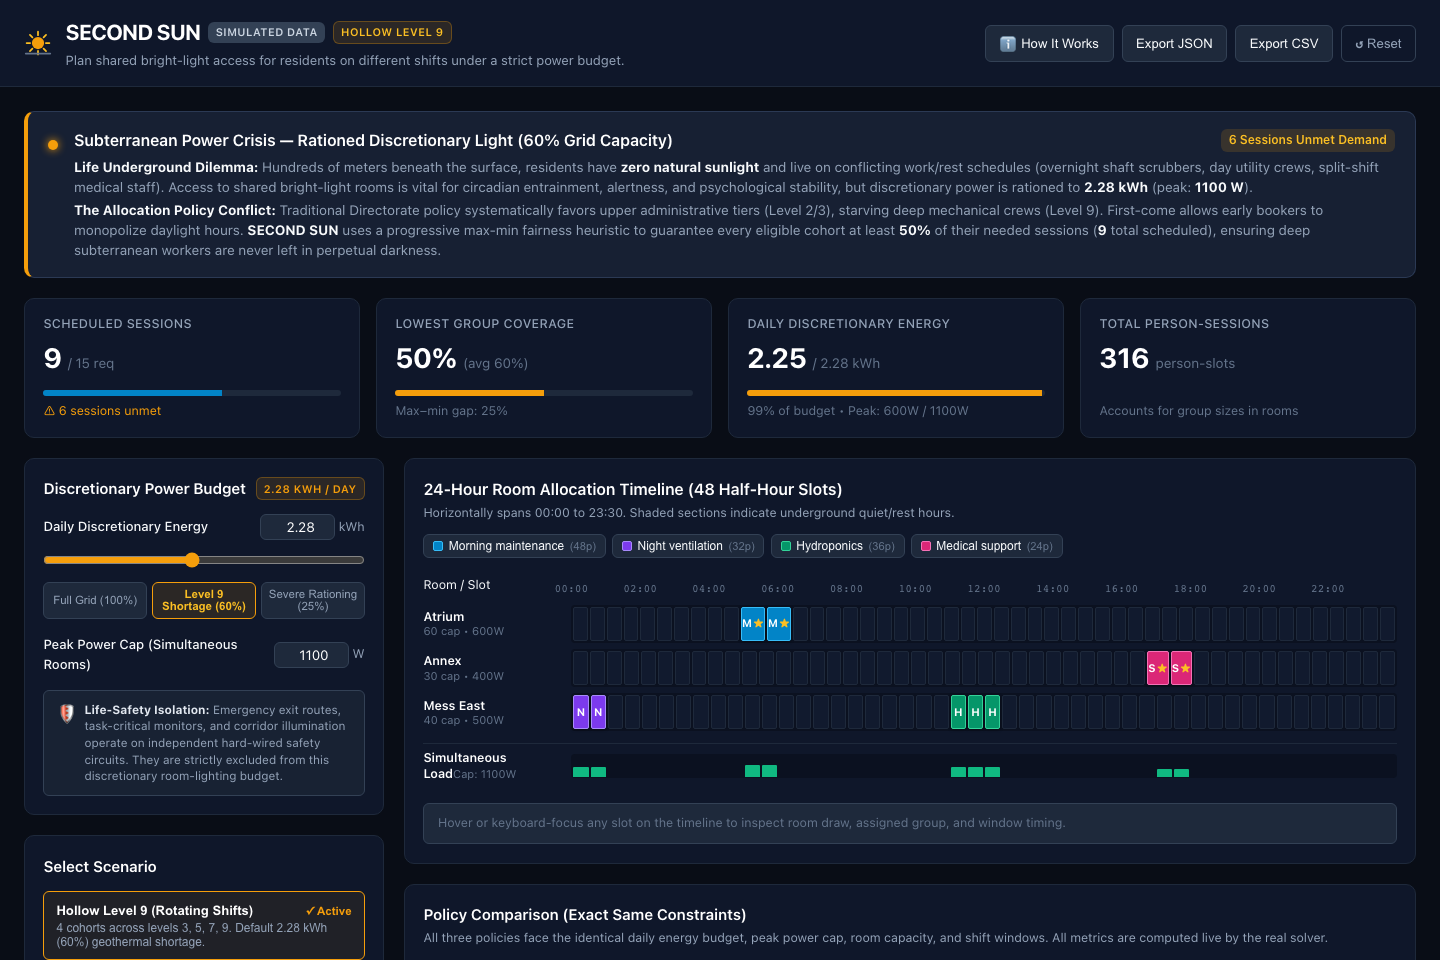 SECOND SUN SIMULATED DATA HOLLOW LEVEL 9
Plan shared bright-light access for residents on different shifts under a strict power budget.
How It Works Export JSON Export CSV ↺ Reset
Subterranean Power Crisis — Rationed Discretionary Light (60% Grid Capacity) 6 Sessions Unmet Demand
Life Underground Dilemma: Hundreds of meters beneath the surface, residents have zero natural sunlight and live on conflicting work/rest schedules (overnight shaft scrubbers, day utility crews, split-shift
medical staff). Access to shared bright-light rooms is vital for circadian entrainment, alertness, and psychological stability, but discretionary power is rationed to 2.28 kWh (peak: 1100 W).
The Allocation Policy Conflict: Traditional Directorate policy systematically favors upper administrative tiers (Level 2/3), starving deep mechanical crews (Level 9). First-come allows early bookers to
monopolize daylight hours. SECOND SUN uses a progressive max-min fairness heuristic to guarantee every eligible cohort at least 50% of their needed sessions (9 total scheduled), ensuring deep
subterranean workers are never left in perpetual darkness.
SCHEDULED SESSIONS
9 / 15 req
⚠ 6 sessions unmet
LOWEST GROUP COVERAGE
50% (avg 60%)
Max–min gap: 25%
DAILY DISCRETIONARY ENERGY
2.25 / 2.28 kWh
99% of budget • Peak: 600W / 1100W
TOTAL PERSON-SESSIONS
316 person-slots
Accounts for group sizes in rooms
Discretionary Power Budget 2.28 KWH / DAY
Daily Discretionary Energy 2.28 kWh
Full Grid (100%)
Level 9
Shortage (60%)
Severe Rationing
(25%)
Peak Power Cap (Simultaneous
Rooms)
1100 W
Life-Safety Isolation: Emergency exit routes,
task-critical monitors, and corridor illumination
operate on independent hard-wired safety
circuits. They are strictly excluded from this
discretionary room-lighting budget.
Select Scenario
Hollow Level 9 (Rotating Shifts) ✓ Active
4 cohorts across levels 3, 5, 7, 9. Default 2.28 kWh
(60%) geothermal shortage.
24-Hour Room Allocation Timeline (48 Half-Hour Slots)
Horizontally spans 00:00 to 23:30. Shaded sections indicate underground quiet/rest hours.
Morning maintenance (48p) Night ventilation (32p) Hydroponics (36p) Medical support (24p)
Room / Slot 00:00 02:00 04:00 06:00 08:00 10:00 12:00 14:00 16:00 18:00 20:00 22:00
Atrium
60 cap • 600W
M★ M★
Annex
30 cap • 400W
S★ S★
Mess East
40 cap • 500W
N N H H H
Simultaneous
Load Cap: 1100W
Hover or keyboard-focus any slot on the timeline to inspect room draw, assigned group, and window timing.
Policy Comparison (Exact Same Constraints)
All three policies face the identical daily energy budget, peak power cap, room capacity, and shift windows. All metrics are computed live by the real solver.